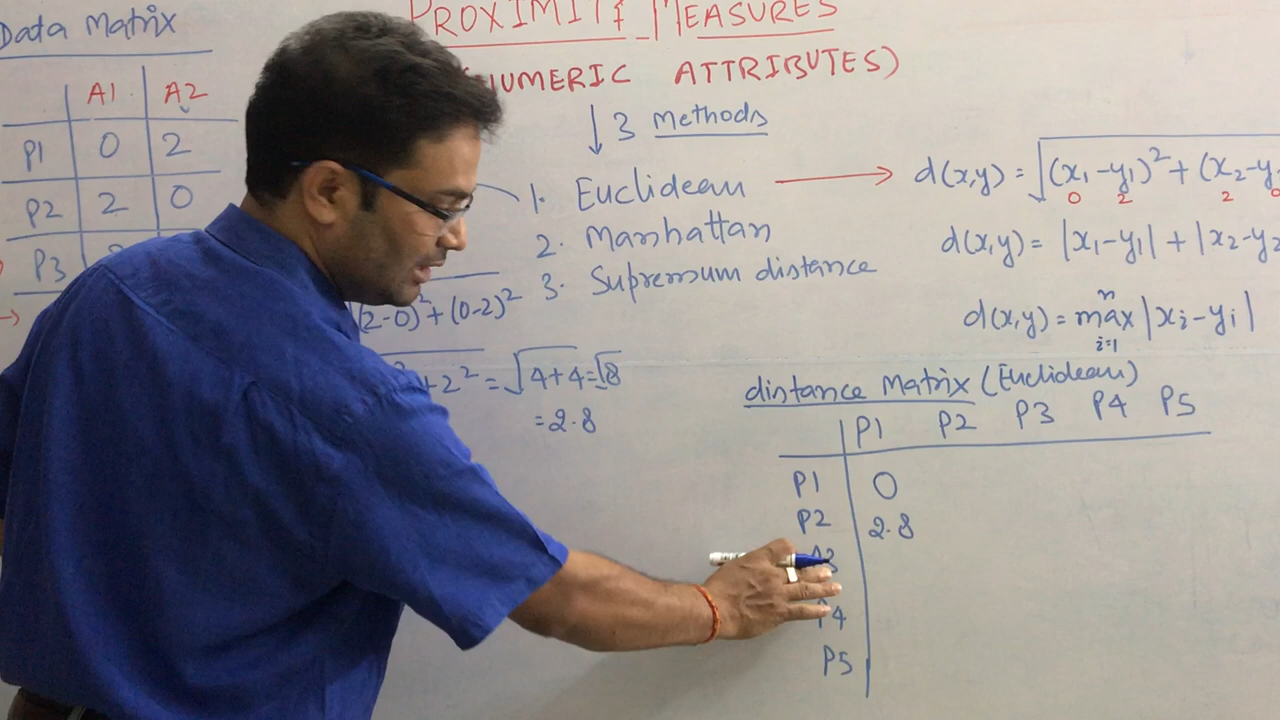 Data Matrix
A1 A2
P1 0 2
P2 2 0
P3
PROXIMITY MEASURES
(NUMERIC ATTRIBUTES)
↓ 3 methods
1. Euclidean → d(x,y) = √(x₁-y₁)² + (x₂-y
0 2 2 0
2. Manhattan d(x,y) = |x₁-y₁| + |x₂-y₂
3. Supremum distance
d(x,y) = max |xᵢ-yᵢ|
n
i=1
(2-0)² + (0-2)²
+2² = √4+4 = √8
= 2.8
distance Matrix (Euclidean)
P1 P2 P3 P4 P5
P1 0
P2 2.8
P4
P5